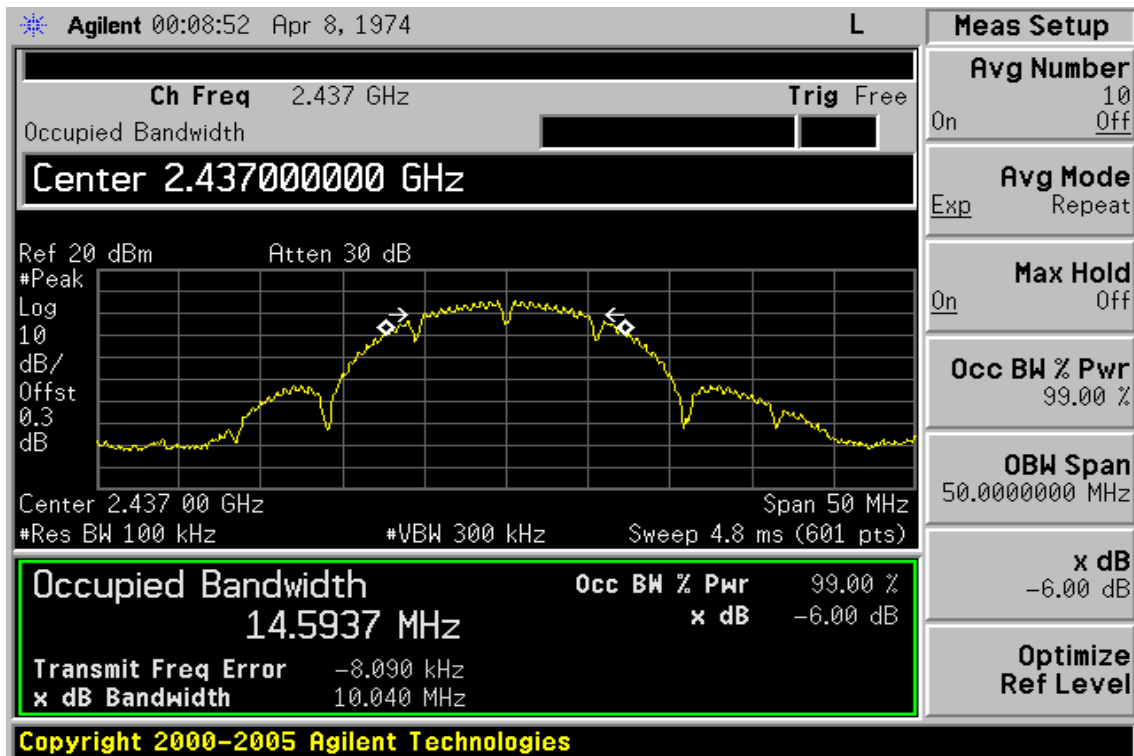 Agilent 00:08:52 Apr 8, 1974 L
Ch Freq 2.437 GHz Trig Free
Occupied Bandwidth
Center 2.437000000 GHz
Ref 20 dBm Atten 30 dB
#Peak
Log
10
dB/
Offst
0.3
dB
Center 2.437 00 GHz Span 50 MHz
#Res BW 100 kHz #VBW 300 kHz Sweep 4.8 ms (601 pts)
Occupied Bandwidth Occ BW % Pwr 99.00 %
14.5937 MHz x dB -6.00 dB
Transmit Freq Error -8.090 kHz
x dB Bandwidth 10.040 MHz
Meas Setup
Avg Number
10
On Off
Avg Mode
Exp Repeat
Max Hold
On Off
Occ BW % Pwr
99.00 %
OBW Span
50.0000000 MHz
x dB
-6.00 dB
Optimize
Ref Level
Copyright 2000-2005 Agilent Technologies